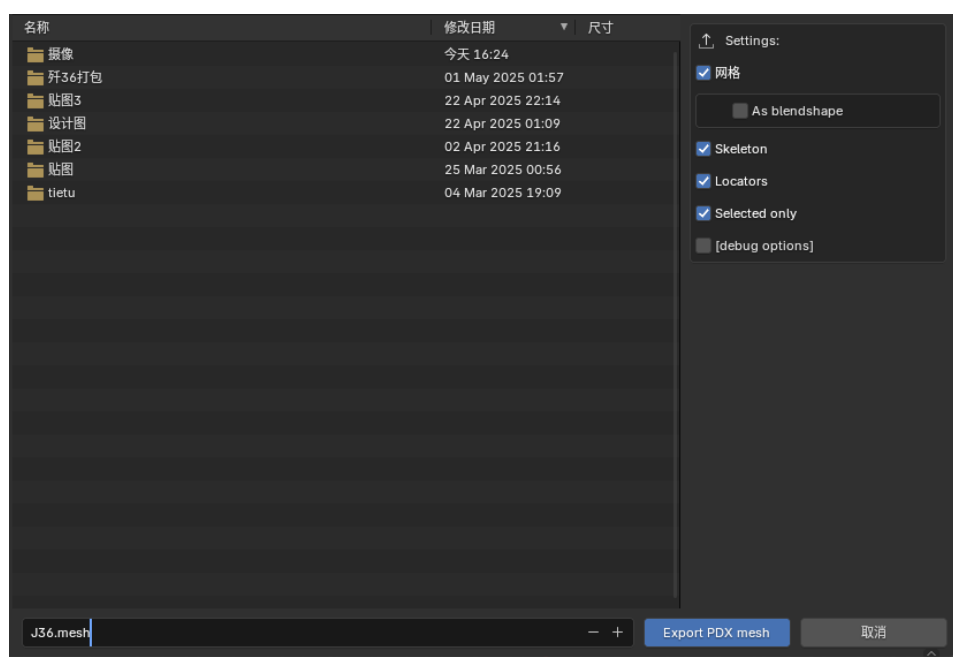 名称 修改日期 ▼ 尺寸
摄像 今天 16:24
歼36打包 01 May 2025 01:57
贴图3 22 Apr 2025 22:14
设计图 22 Apr 2025 01:09
贴图2 02 Apr 2025 21:16
贴图 25 Mar 2025 00:56
tietu 04 Mar 2025 19:09
Settings:
网格
As blendshape
Skeleton
Locators
Selected only
[debug options]
J36.mesh − +
Export PDX mesh
取消